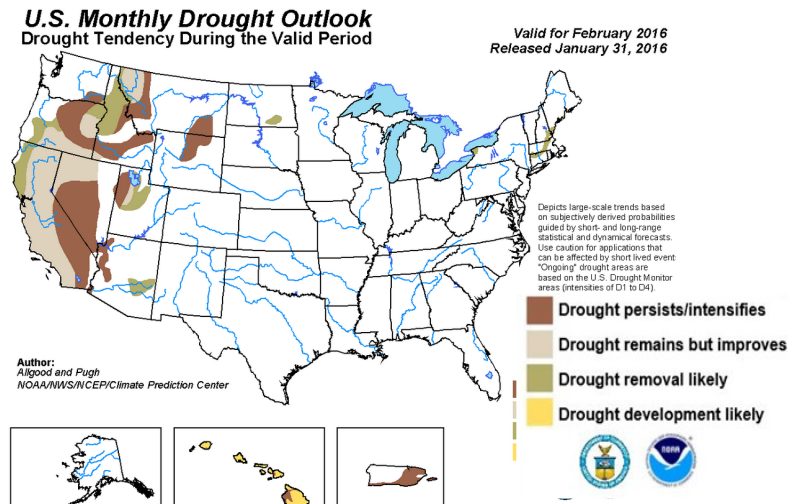 U.S. Monthly Drought Outlook
Drought Tendency During the Valid Period
Valid for February 2016
Released January 31, 2016
Depicts large-scale trends based
on subjectively derived probabilities
guided by short- and long-range
statistical and dynamical forecasts.
Use caution for applications that
can be affected by short lived event
"Ongoing" drought areas are
based on the U.S. Drought Monitor
areas (intensities of D1 to D4).
Drought persists/intensifies
Drought remains but improves
Drought removal likely
Drought development likely
Author:
Allgood and Pugh
NOAA/NWS/NCEP/Climate Prediction Center
NOAA